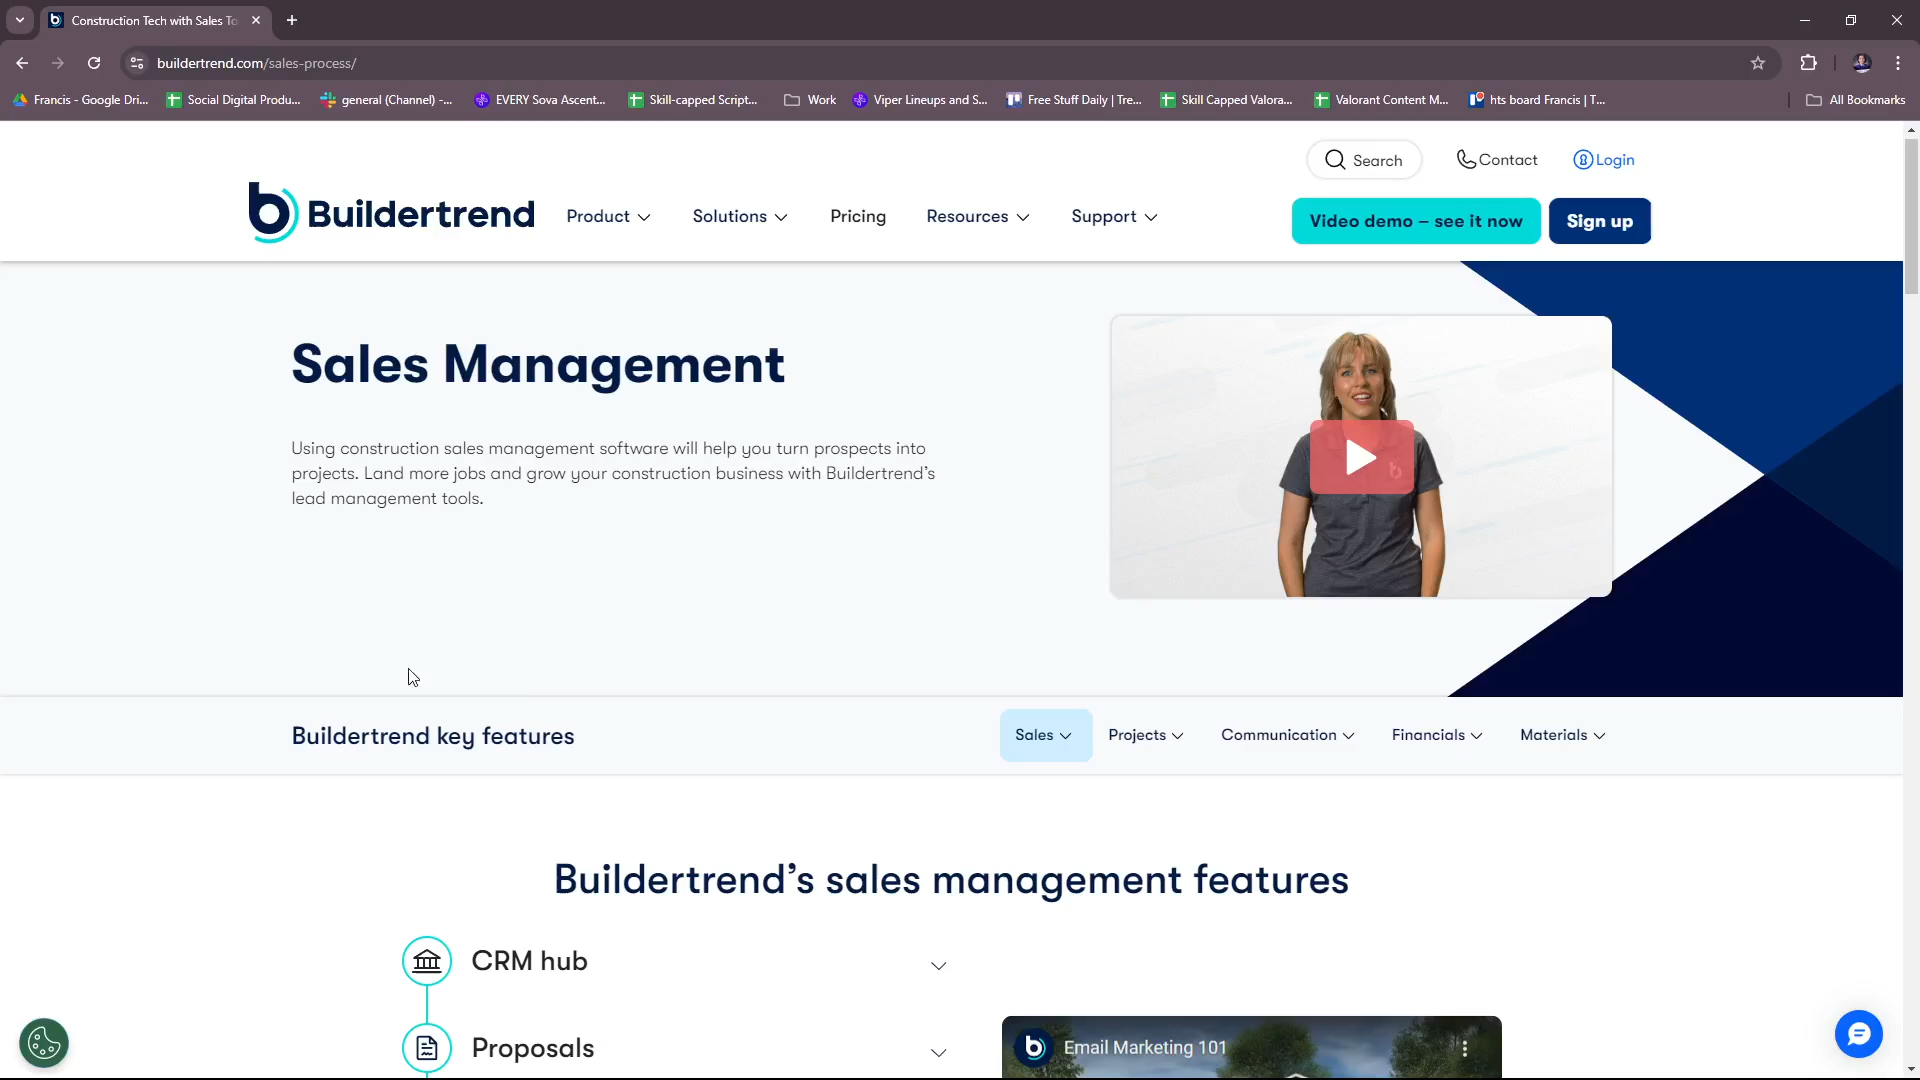 Construction Tech with Sales To
buildertrend.com/sales-process/
Francis - Google Dri...
Social Digital Produ...
general (Channel) -...
EVERY Sova Ascent...
Skill-capped Script...
Work
Viper Lineups and S...
Free Stuff Daily | Tre...
Skill Capped Valora...
Valorant Content M...
hts board Francis | T...
All Bookmarks
Search
Contact
Login
Buildertrend
Product
Solutions
Pricing
Resources
Support
Video demo – see it now
Sign up
Sales Management
Using construction sales management software will help you turn prospects into
projects. Land more jobs and grow your construction business with Buildertrend’s
lead management tools.
Buildertrend key features
Sales
Projects
Communication
Financials
Materials
Buildertrend’s sales management features
CRM hub
Proposals
Email Marketing 101